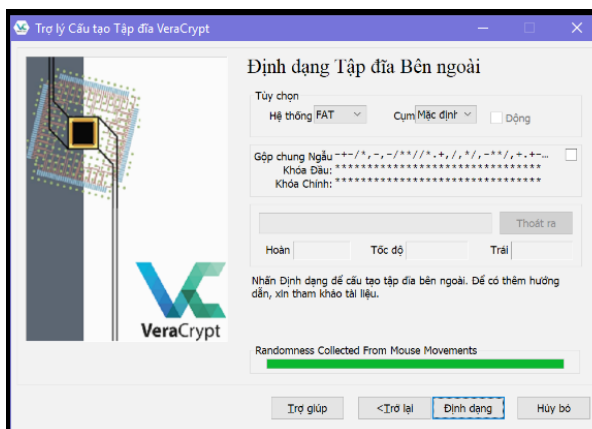 Trợ lý Cấu tạo Tập đĩa VeraCrypt
Định dạng Tập đĩa Bên ngoài
Tùy chọn
Hệ thống FAT Cụm Mặc định Động
Gộp chung Ngẫu -+-/*,-,-/**//*.+,/,*/,-**/,+.+-...
Khóa Đầu: ********************************
Khóa Chính: ********************************
Thoát ra
Hoàn Tốc độ Trái
Nhấn Định dạng để cấu tạo tập đĩa bên ngoài. Để có thêm hướng
dẫn, xin tham khảo tài liệu.
VeraCrypt
Randomness Collected From Mouse Movements
Trợ giúp <Trở lại Định dạng Hủy bỏ